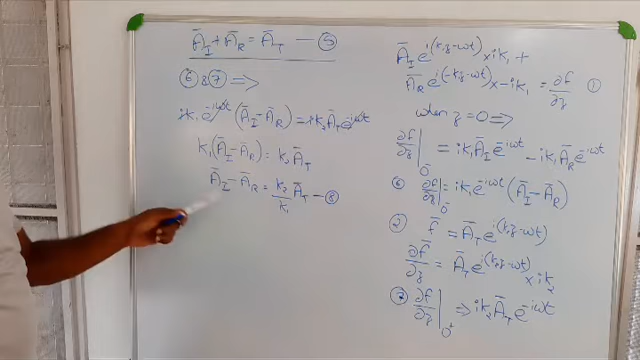 Ā_I + Ā_R = Ā_T — ⑤
⑥ & ⑦ ⟹
ik₁ e^{-iωt} (Ā_I - Ā_R) = ik₂ Ā_T e^{-iωt}
k₁(Ā_I - Ā_R) = k₂ Ā_T
Ā_I - Ā_R = k₂/k₁ Ā_T — ⑧
Ā_I e^{i(k₁z-ωt)} × ik₁ +
Ā_R e^{i(-k₁z-ωt)} × -ik₁ = ∂f/∂z ①
when z = 0 ⟹
∂f̄/∂z |_{0⁻} = ik₁ Ā_I e^{-iωt} - ik₁ Ā_R e^{-iωt}
⑥ ∂f/∂z |_{0⁻} = ik₁ e^{-iωt} (Ā_I - Ā_R)
② f̄ = Ā_T e^{i(k₂z-ωt)}
∂f̄/∂z = Ā_T e^{i(k₂z-ωt)} × ik₂
⑦ ∂f̄/∂z |_{0⁺} ⟹ ik₂ Ā_T e^{-iωt}